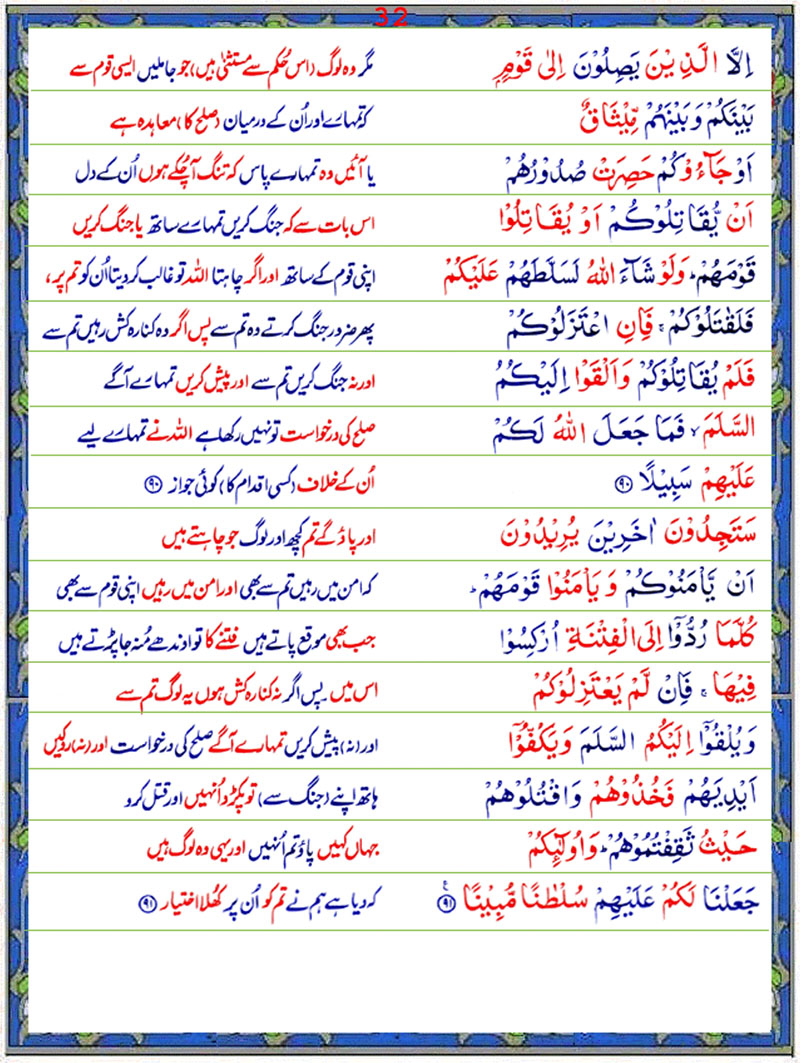 32
اِلَّا الَّذِيْنَ يَصِلُوْنَ اِلٰى قَوْمٍۭ مگر وہ لوگ (اس حُکم سے مستثنیٰ ہیں) جو جاملیں ایسی قوم سے
بَيْنَكُمْ وَبَيْنَهُمْ مِّيْثَاقٌ کہ تمہارے اور اُن کے درمیان (صلح کا) معاہدہ ہے
اَوْ جَآءُوْكُمْ حَصِرَتْ صُدُوْرُهُمْ یا آئیں وہ تمہارے پاس کہ تنگ آچُکے ہوں اُن کے دل
اَنْ يُّقَاتِلُوْكُمْ اَوْ يُقَاتِلُوْا اس بات سے کہ جنگ کریں تمہارے ساتھ یا جنگ کریں
قَوْمَهُمْ ؕ وَلَوْ شَآءَ اللهُ لَسَلَّطَهُمْ عَلَيْكُمْ اپنی قوم کے ساتھ اور اگر چاہتا اللہ تو غالب کردیتا اُن کو تم پر،
فَلَقٰتَلُوْكُمْ ۚ فَاِنِ اعْتَزَلُوْكُمْ پھر ضرور جنگ کرتے وہ تم سے پس اگر وہ کنارہ کش رہیں تم سے
فَلَمْ يُقَاتِلُوْكُمْ وَاَلْقَوْا اِلَيْكُمُ اور نہ جنگ کریں تم سے اور پیش کریں تمہارے آگے
السَّلَمَ ۙ فَمَا جَعَلَ اللهُ لَكُمْ صلح کی درخواست تو نہیں رکھا ہے اللہ نے تمہارے لیے
عَلَيْهِمْ سَبِيْلًا ۹۰ اُن کے خلاف (کسی اقدام کا) کوئی جواز ۹۰
سَتَجِدُوْنَ اٰخَرِيْنَ يُرِيْدُوْنَ اور پاؤ گے تم کچھ اور لوگ جو چاہتے ہیں
اَنْ يَّاْمَنُوْكُمْ وَيَاْمَنُوْا قَوْمَهُمْ ؕ کہ امن میں رہیں تم سے بھی اور امن میں رہیں اپنی قوم سے بھی
كُلَّمَا رُدُّوْٓا اِلَى الْفِتْنَةِ اُرْكِسُوْا جب بھی موقع پاتے ہیں فتنے کا تو اوندھے مُنہ جا پڑتے ہیں
فِيْهَا ۚ فَاِنْ لَّمْ يَعْتَزِلُوْكُمْ اس میں۔ پس اگر نہ کنارہ کش ہوں یہ لوگ تم سے
وَيُلْقُوْٓا اِلَيْكُمُ السَّلَمَ وَيَكُفُّوْٓا اور (نہ) پیش کریں تمہارے آگے صلح کی درخواست اور (نہ) روکیں
اَيْدِيَهُمْ فَخُذُوْهُمْ وَاقْتُلُوْهُمْ ہاتھ اپنے (جنگ سے) تو پکڑو اُنہیں اور قتل کرو
حَيْثُ ثَقِفْتُمُوْهُمْ ؕ وَاُولٰٓئِكُمْ جہاں کہیں پاؤ تم اُنہیں اور یہی وہ لوگ ہیں
جَعَلْنَا لَكُمْ عَلَيْهِمْ سُلْطٰنًا مُّبِيْنًا ۹۱ کہ دیا ہے ہم نے تم کو اُن پر کُھلا اختیار ۹۱